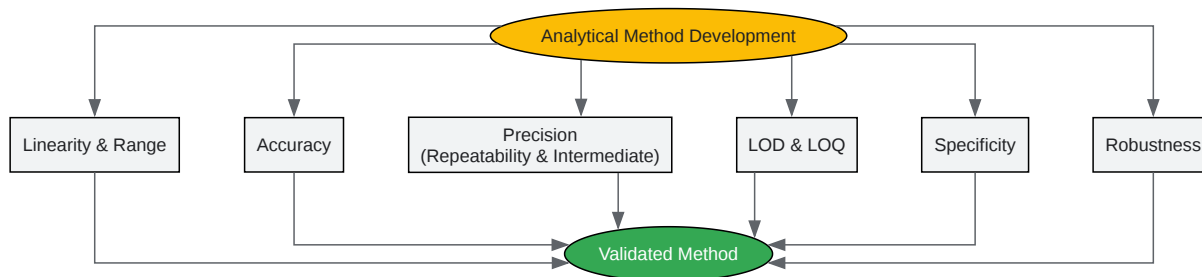 Analytical Method Development
Linearity & Range
Accuracy
Precision
(Repeatability & Intermediate)
LOD & LOQ
Specificity
Robustness
Validated Method